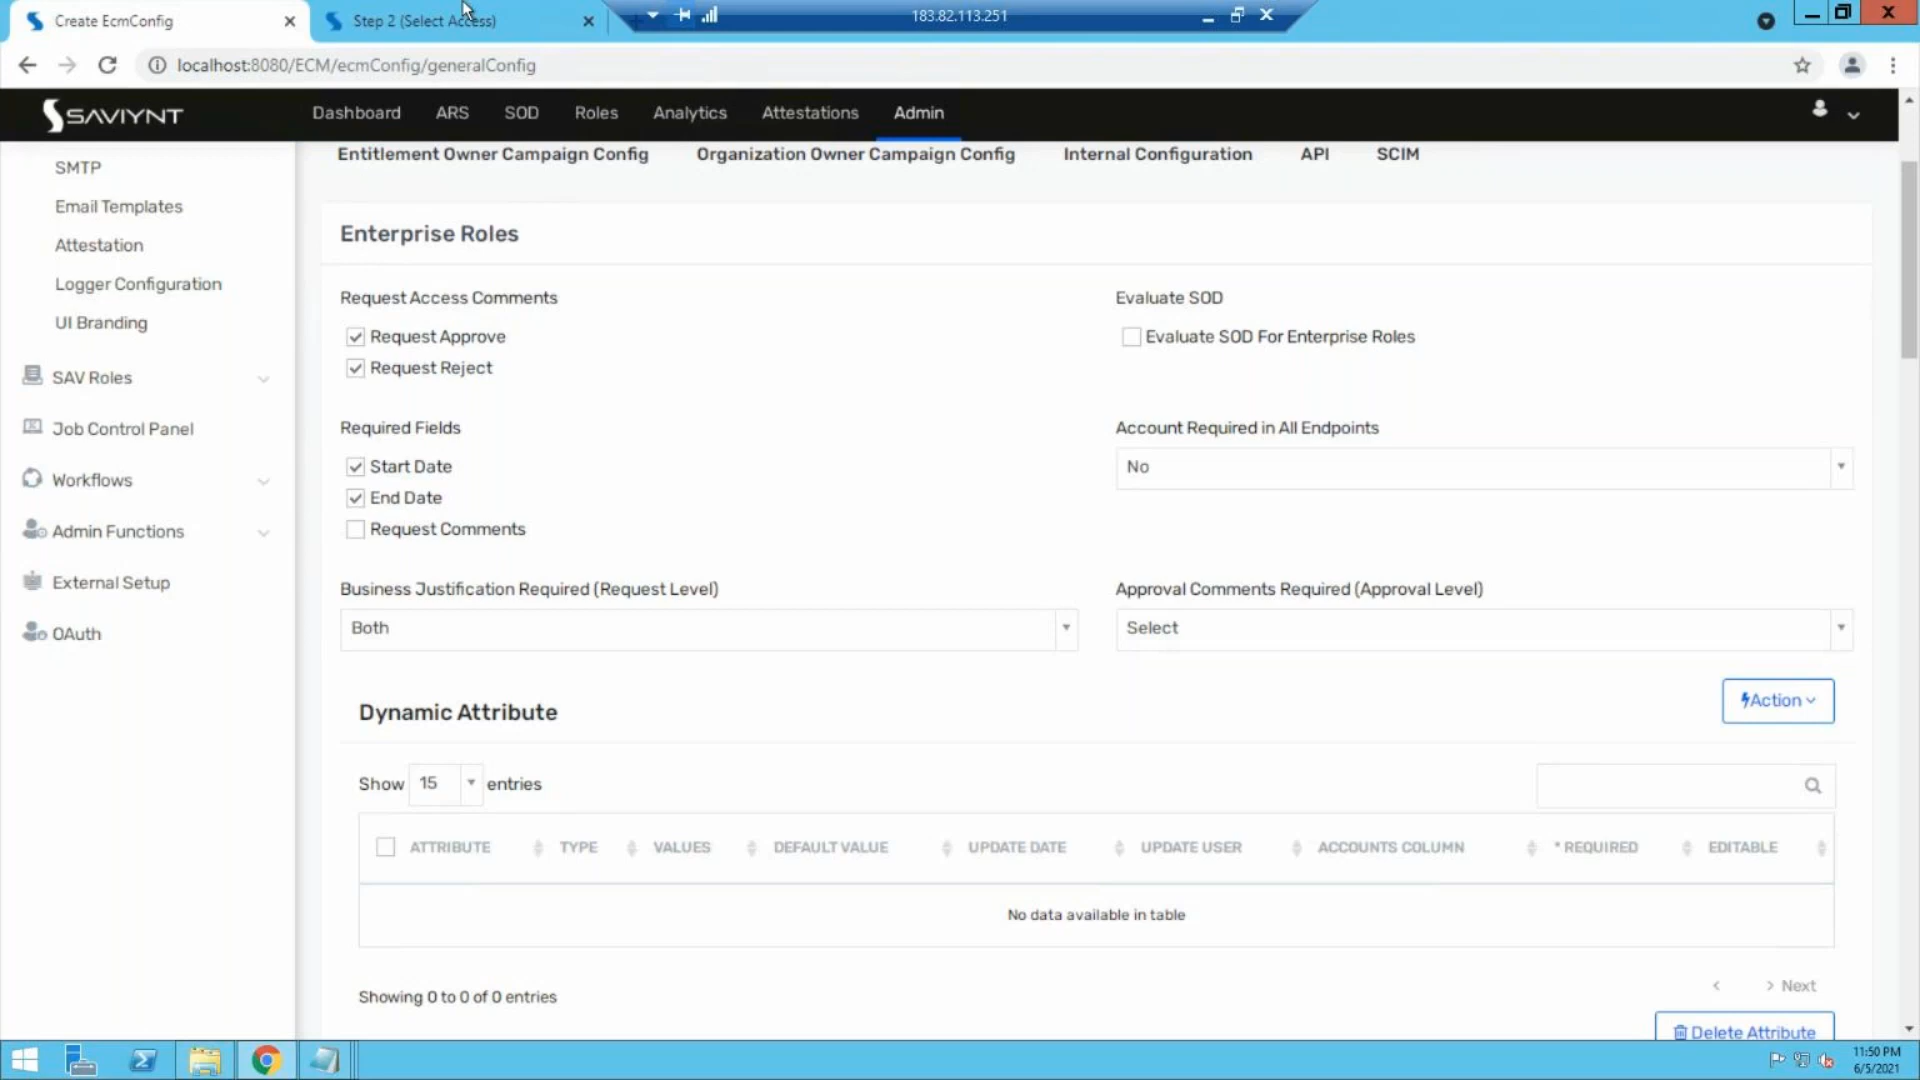 Create EcmConfig
Step 2 (Select Access)
183.82.113.251
localhost:8080/ECM/ecmConfig/generalConfig
SAVIYNT
Dashboard
ARS
SOD
Roles
Analytics
Attestations
Admin
SMTP
Email Templates
Attestation
Logger Configuration
UI Branding
SAV Roles
Job Control Panel
Workflows
Admin Functions
External Setup
OAuth
Entitlement Owner Campaign Config
Organization Owner Campaign Config
Internal Configuration
API
SCIM
Enterprise Roles
Request Access Comments
Request Approve
Request Reject
Evaluate SOD
Evaluate SOD For Enterprise Roles
Required Fields
Start Date
End Date
Request Comments
Account Required in All Endpoints
No
Business Justification Required (Request Level)
Both
Approval Comments Required (Approval Level)
Select
Dynamic Attribute
Action
Show 15 entries
ATTRIBUTE
TYPE
VALUES
DEFAULT VALUE
UPDATE DATE
UPDATE USER
ACCOUNTS COLUMN
* REQUIRED
EDITABLE
No data available in table
Showing 0 to 0 of 0 entries
< > Next
Delete Attribute
11:50 PM
6/5/2021